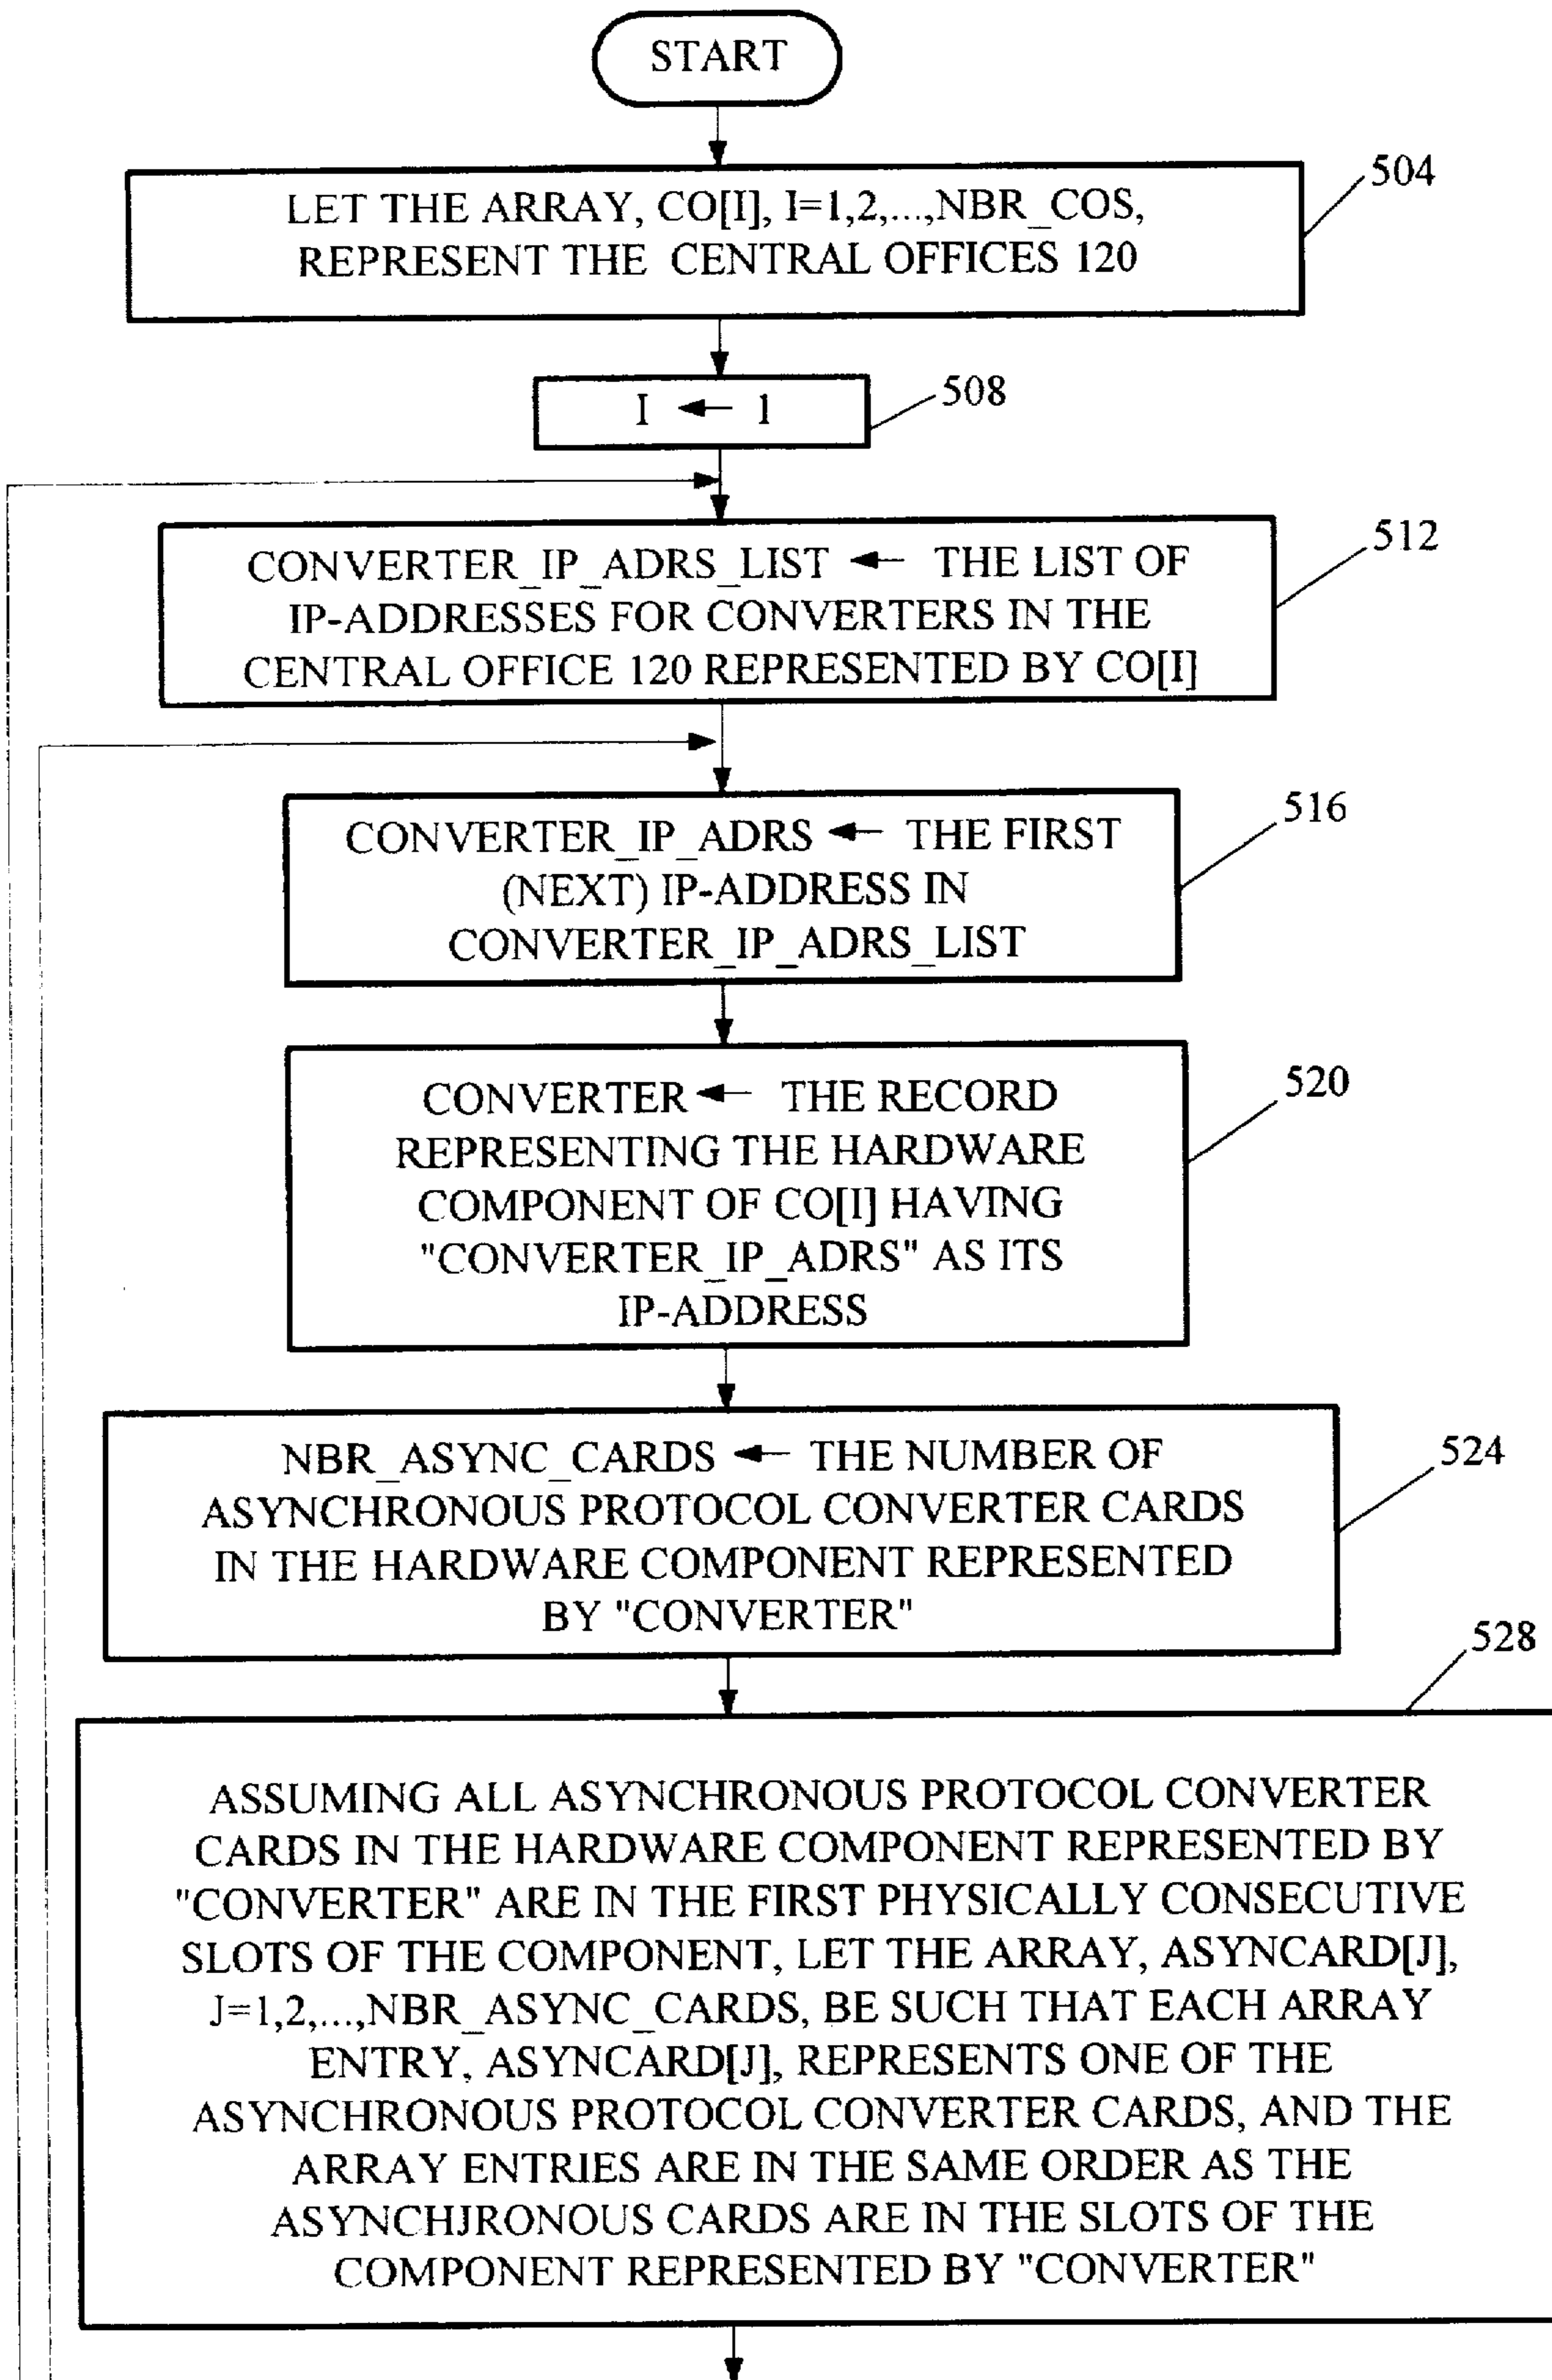 START
504
LET THE ARRAY, CO[I], I=1,2,...,NBR_COS,
REPRESENT THE CENTRAL OFFICES 120
508
I ← 1
512
CONVERTER_IP_ADRS_LIST ← THE LIST OF
IP-ADDRESSES FOR CONVERTERS IN THE
CENTRAL OFFICE 120 REPRESENTED BY CO[I]
516
CONVERTER_IP_ADRS ← THE FIRST
(NEXT) IP-ADDRESS IN
CONVERTER_IP_ADRS_LIST
520
CONVERTER ← THE RECORD
REPRESENTING THE HARDWARE
COMPONENT OF CO[I] HAVING
"CONVERTER_IP_ADRS" AS ITS
IP-ADDRESS
524
NBR_ASYNC_CARDS ← THE NUMBER OF
ASYNCHRONOUS PROTOCOL CONVERTER CARDS
IN THE HARDWARE COMPONENT REPRESENTED
BY "CONVERTER"
528
ASSUMING ALL ASYNCHRONOUS PROTOCOL CONVERTER
CARDS IN THE HARDWARE COMPONENT REPRESENTED BY
"CONVERTER" ARE IN THE FIRST PHYSICALLY CONSECUTIVE
SLOTS OF THE COMPONENT, LET THE ARRAY, ASYNCARD[J],
J=1,2,...,NBR_ASYNC_CARDS, BE SUCH THAT EACH ARRAY
ENTRY, ASYNCARD[J], REPRESENTS ONE OF THE
ASYNCHRONOUS PROTOCOL CONVERTER CARDS, AND THE
ARRAY ENTRIES ARE IN THE SAME ORDER AS THE
ASYNCHJRONOUS CARDS ARE IN THE SLOTS OF THE
COMPONENT REPRESENTED BY "CONVERTER"